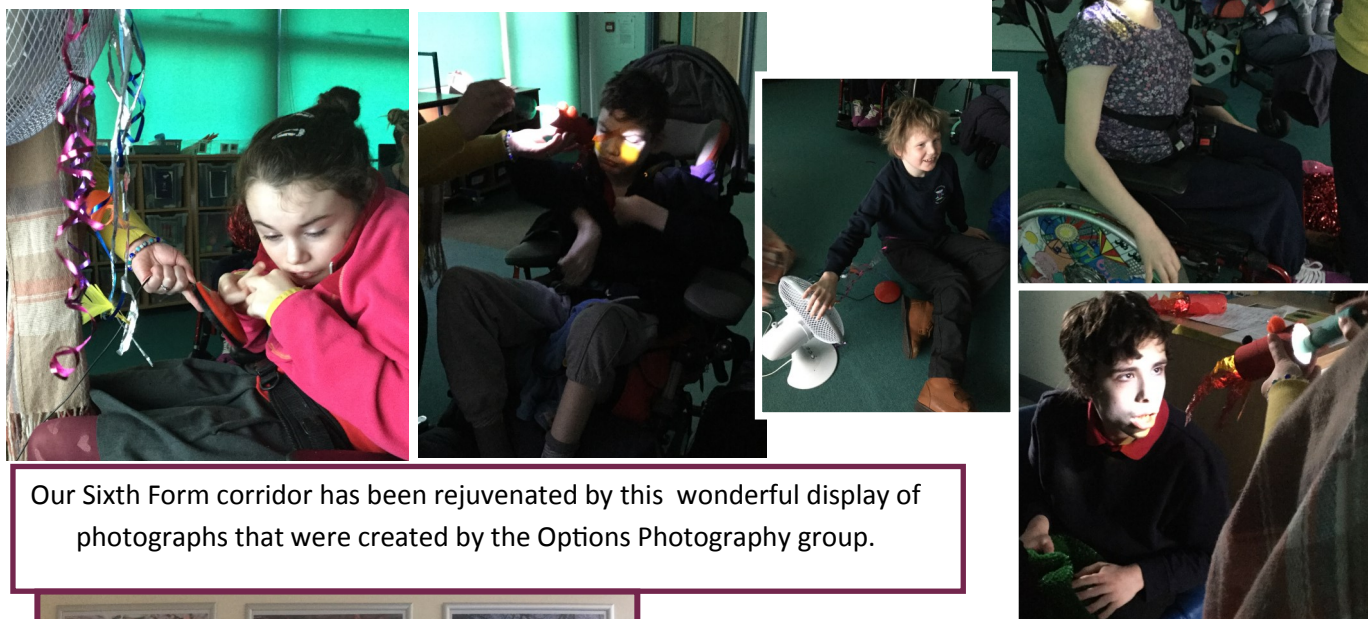 Our Sixth Form corridor has been rejuvenated by this wonderful display of
photographs that were created by the Options Photography group.